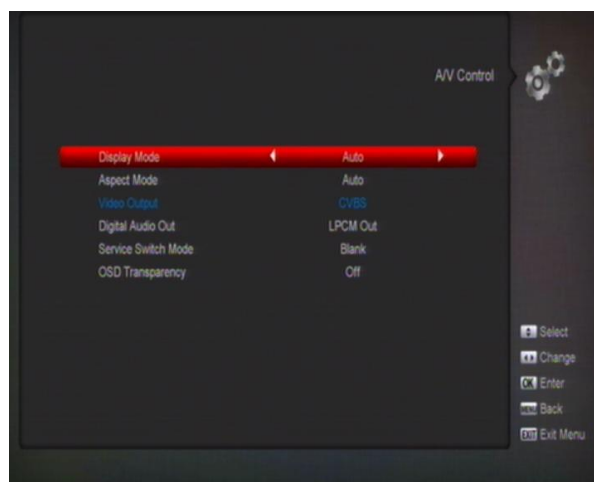 A/V Control
Display Mode Auto
Aspect Mode Auto
Video Output CVBS
Digital Audio Out LPCM Out
Service Switch Mode Blank
OSD Transparency Off
Select
Change
OK Enter
MENU Back
EXIT Exit Menu